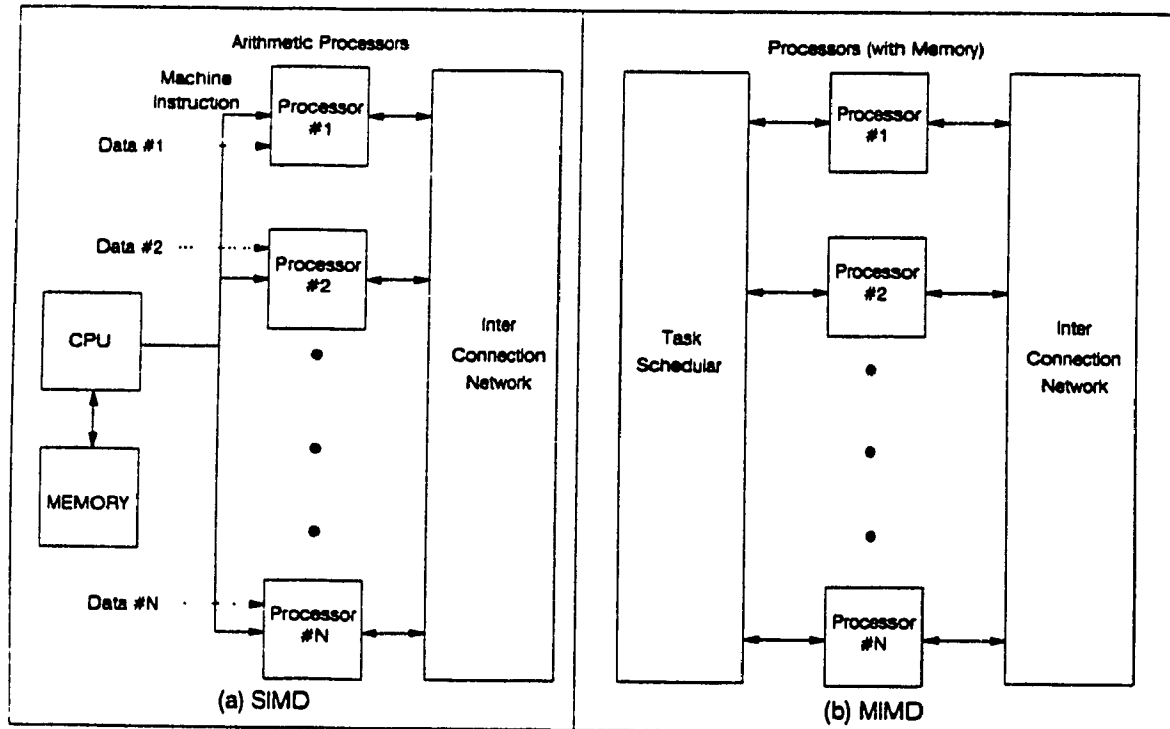 Arithmetic Processors
Machine
Instruction
Processor
#1
Data #1
Data #2
Processor
#2
CPU
MEMORY
Inter
Connection
Network
Data #N
Processor
#N
(a) SIMD
Processors (with Memory)
Processor
#1
Processor
#2
Task
Schedular
Inter
Connection
Network
Processor
#N
(b) MIMD